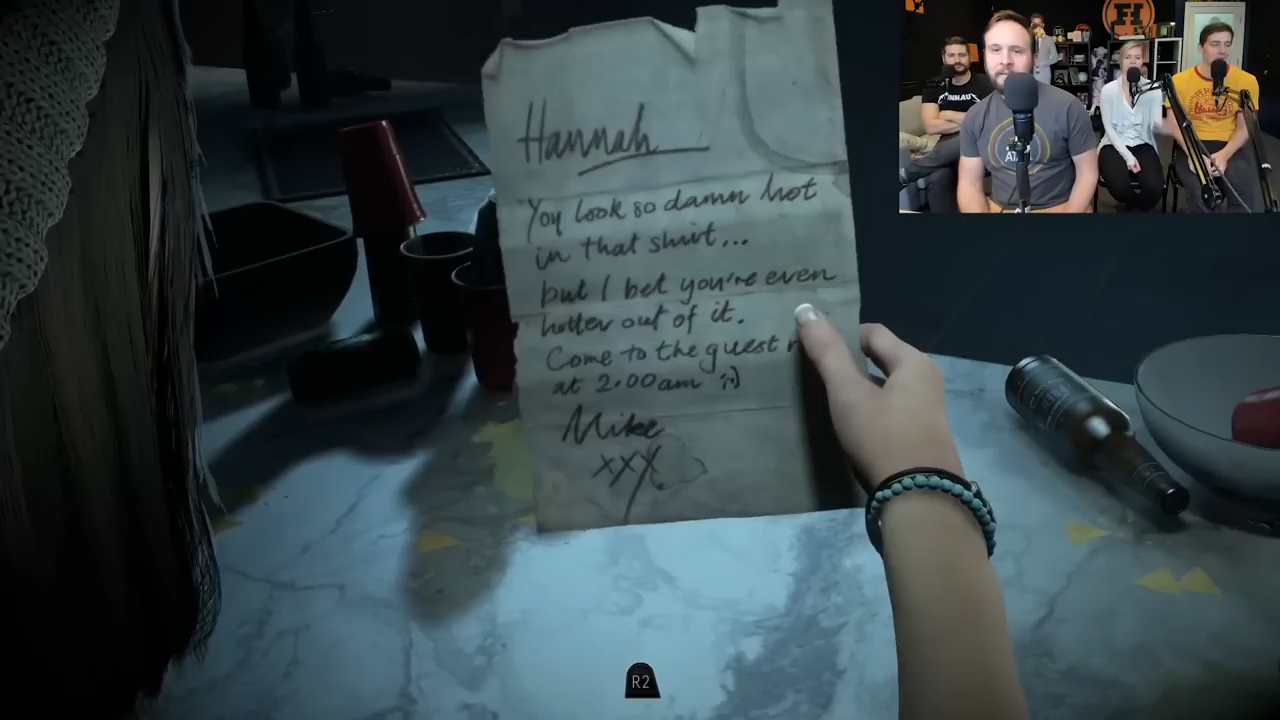 Hannah
You look so damn hot
in that shirt...
but I bet you're even
hotter out of it.
Come to the guest
at 2.00am ;)
Mike
xxx
R2